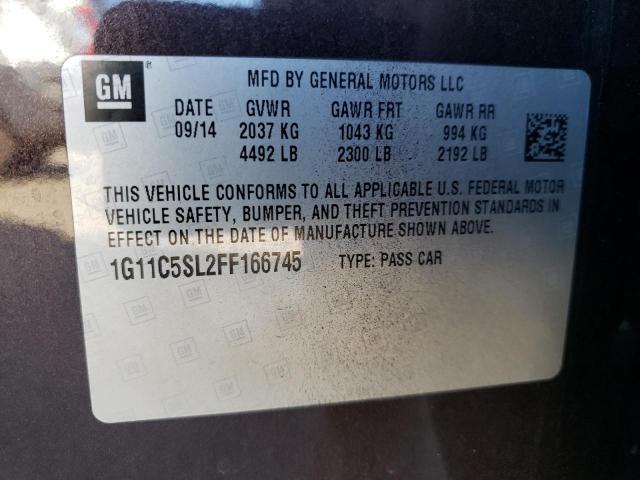 GM ® MFD BY GENERAL MOTORS LLC
DATE GVWR GAWR FRT GAWR RR
09/14 2037 KG 1043 KG 994 KG
4492 LB 2300 LB 2192 LB
THIS VEHICLE CONFORMS TO ALL APPLICABLE U.S. FEDERAL MOTOR
VEHICLE SAFETY, BUMPER, AND THEFT PREVENTION STANDARDS IN
EFFECT ON THE DATE OF MANUFACTURE SHOWN ABOVE.
1G11C5SL2FF166745 TYPE: PASS CAR